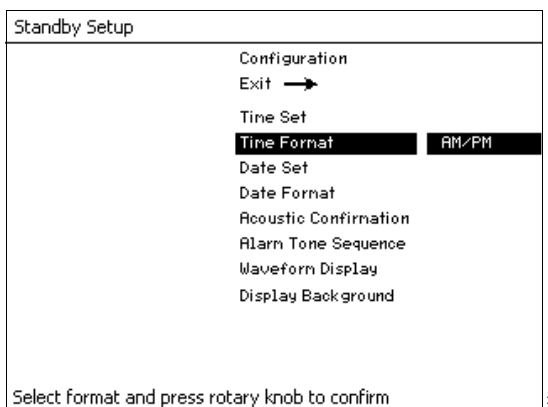 Standby Setup
Configuration
Exit
Time Set
Time Format AM/PM
Date Set
Date Format
Acoustic Confirmation
Alarm Tone Sequence
Waveform Display
Display Background
Select format and press rotary knob to confirm